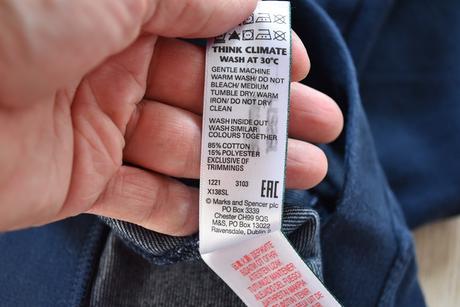 THINK CLIMATE
WASH AT 30°C
GENTLE MACHINE
WARM WASH/ DO NOT
BLEACH/ MEDIUM
TUMBLE DRY/ WARM
IRON/ DO NOT DRY
CLEAN
WASH INSIDE OUT
WASH SIMILAR
COLOURS TOGETHER
85% COTTON
15% POLYESTER
EXCLUSIVE OF
TRIMMINGS
1221 3103
X138SL
EAC
© Marks and Spencer plc
PO Box 3339
Chester CH99 9QS
M&S, PO Box 13022
Ravensdale, Dublin